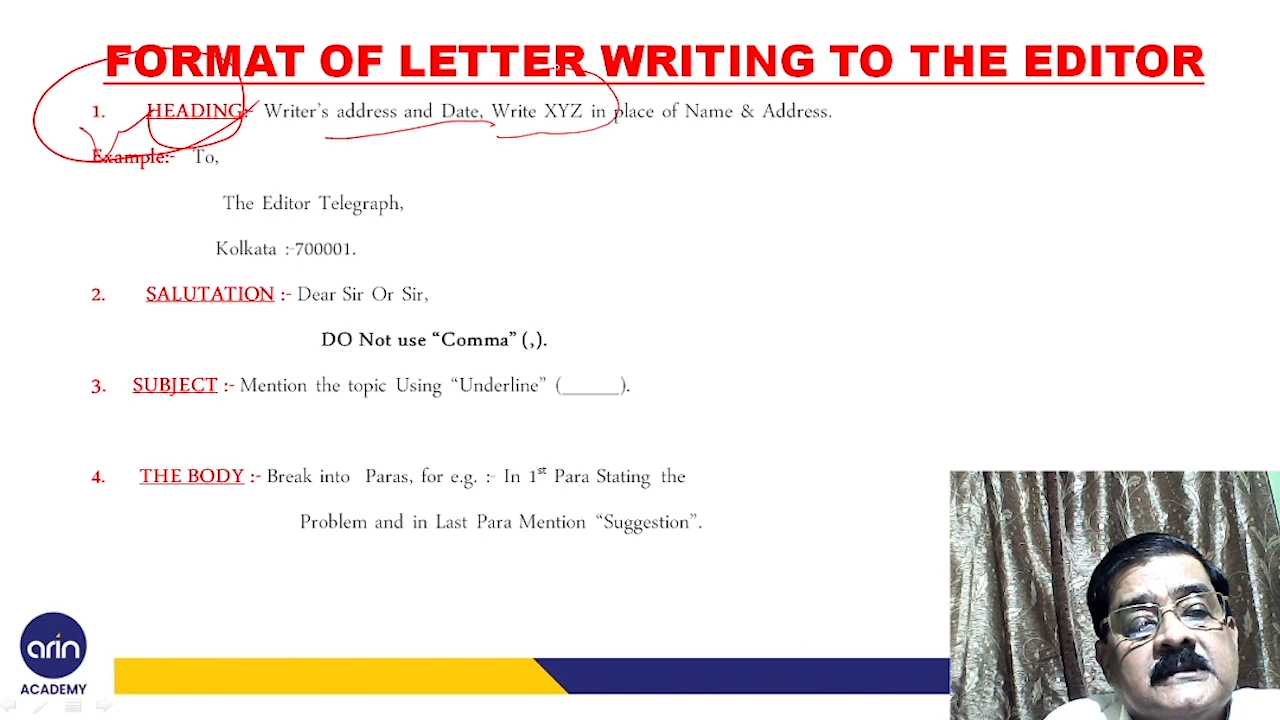 FORMAT OF LETTER WRITING TO THE EDITOR
1. HEADING:- Writer's address and Date, Write XYZ in place of Name & Address.
Example:- To,
The Editor Telegraph,
Kolkata :-700001.
2. SALUTATION :- Dear Sir Or Sir,
DO Not use “Comma” (,).
3. SUBJECT :- Mention the topic Using “Underline” (______).
4. THE BODY :- Break into Paras, for e.g. :- In 1st Para Stating the
Problem and in Last Para Mention “Suggestion”.
arin
ACADEMY